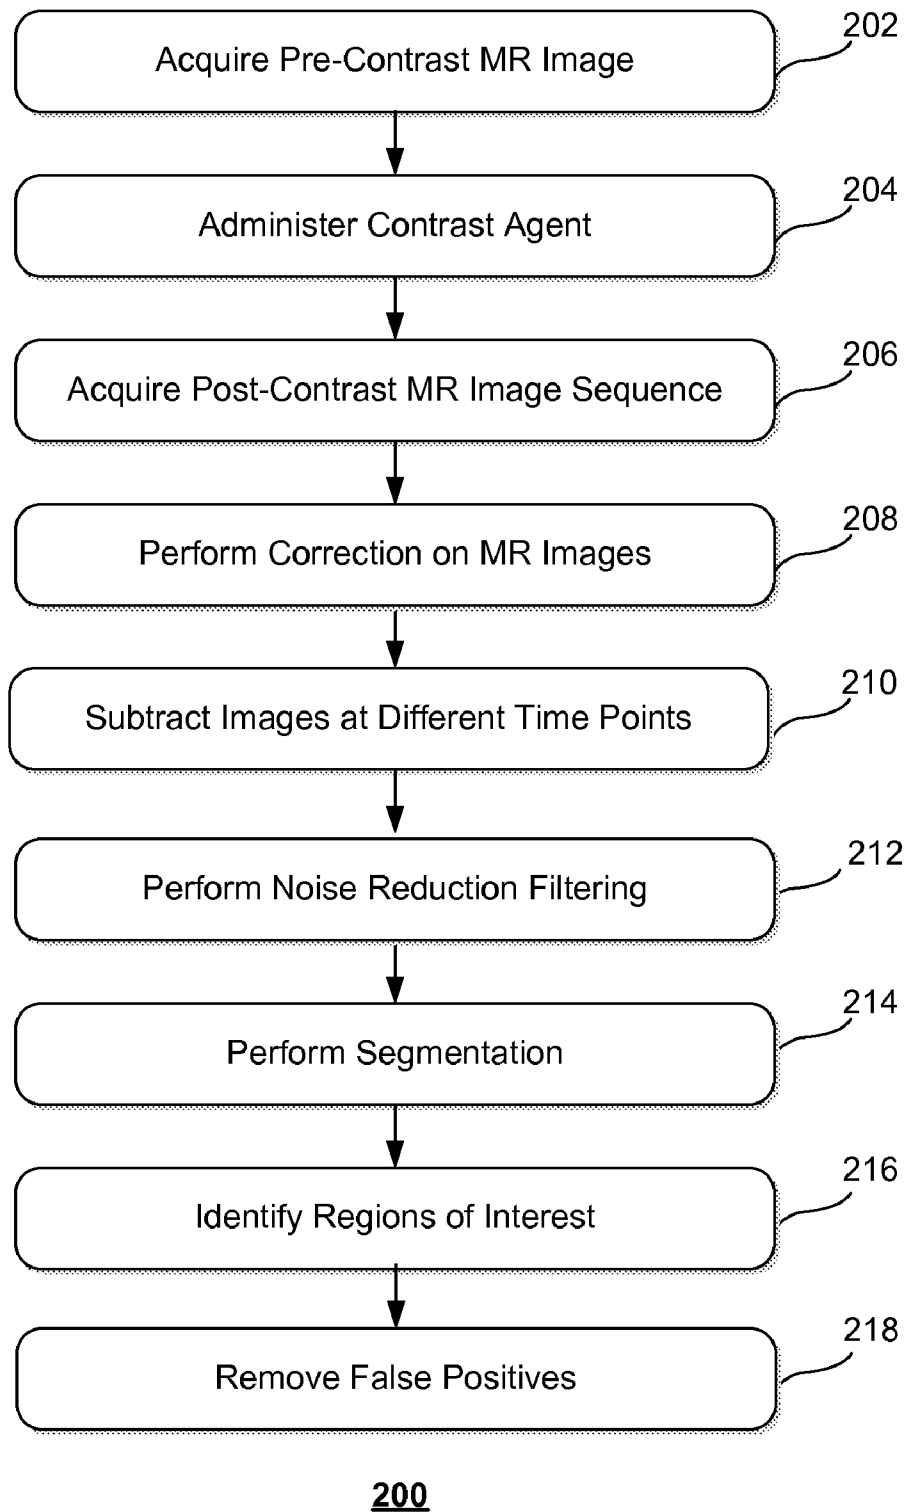 Acquire Pre-Contrast MR Image
202
Administer Contrast Agent
204
Acquire Post-Contrast MR Image Sequence
206
Perform Correction on MR Images
208
Subtract Images at Different Time Points
210
Perform Noise Reduction Filtering
212
Perform Segmentation
214
Identify Regions of Interest
216
Remove False Positives
218
200